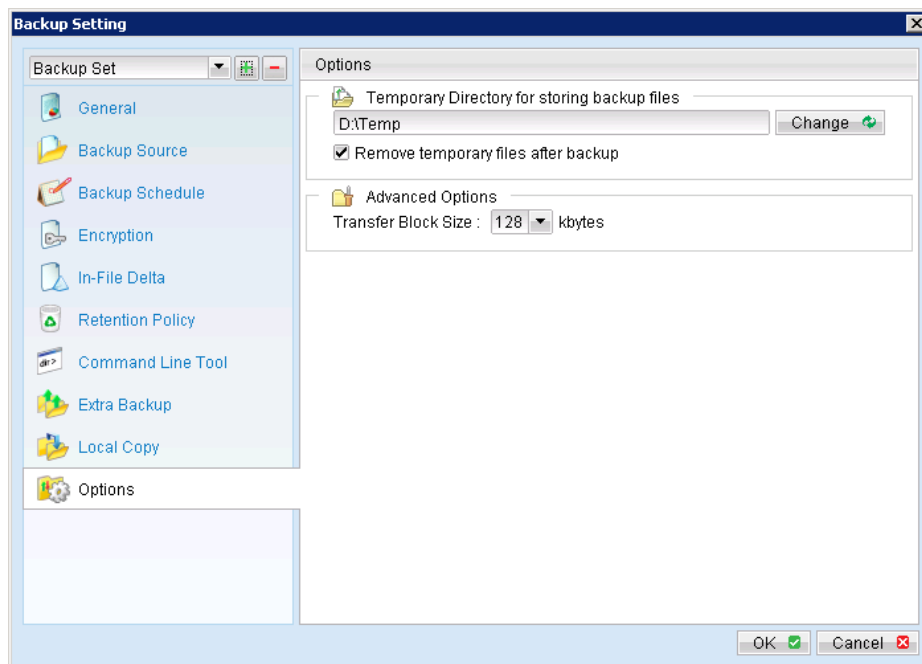 Backup Setting
Backup Set
General
Backup Source
Backup Schedule
Encryption
In-File Delta
Retention Policy
Command Line Tool
Extra Backup
Local Copy
Options
Options
Temporary Directory for storing backup files
D:\Temp
Change
Remove temporary files after backup
Advanced Options
Transfer Block Size : 128 kbytes
OK
Cancel